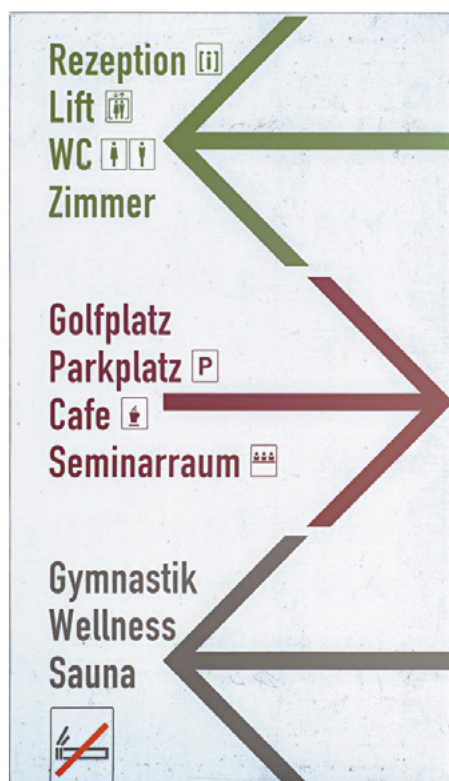 Rezeption [i]
Lift
WC
Zimmer
Golfplatz
Parkplatz P
Cafe
Seminarraum
Gymnastik
Wellness
Sauna